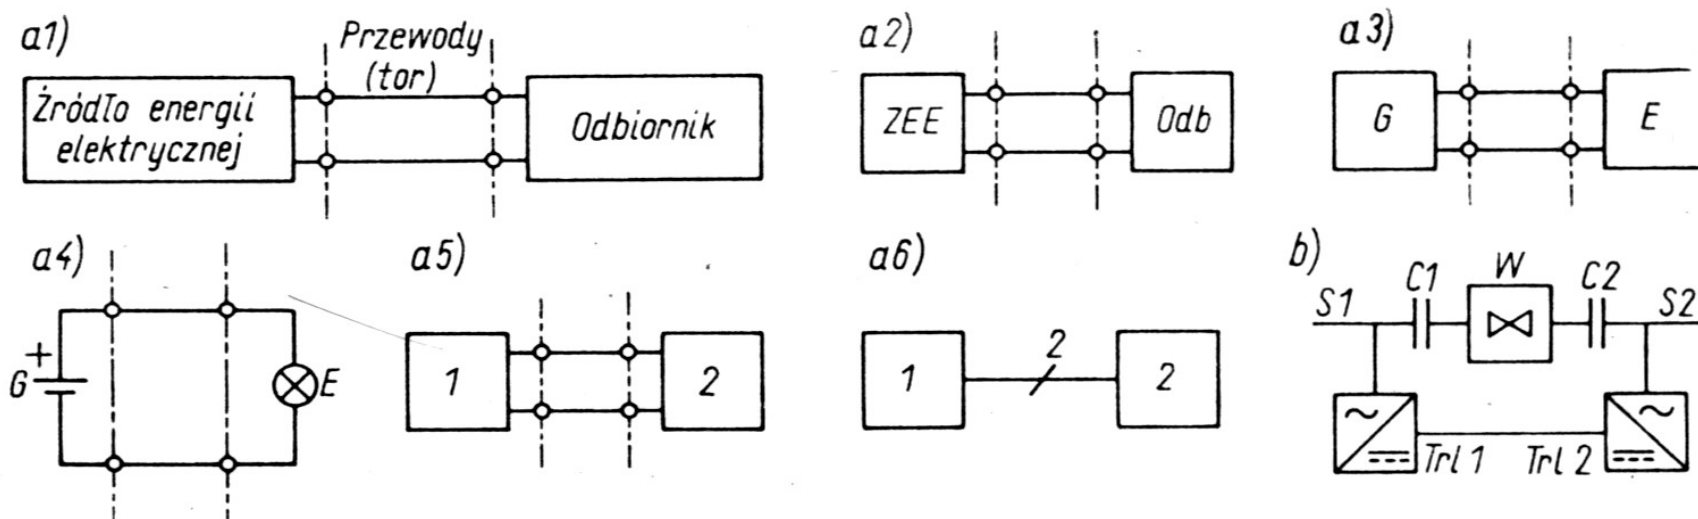 a1)
Przewody
(tor)
Źródło energii
elektrycznej
Odbiornik
a2)
ZEE
Odb
a3)
G
E
a4)
+
G
E
a5)
1
2
a6)
1
2
2
b)
S1
C1
W
C2
S2
~
~
Trl 1
Trl 2